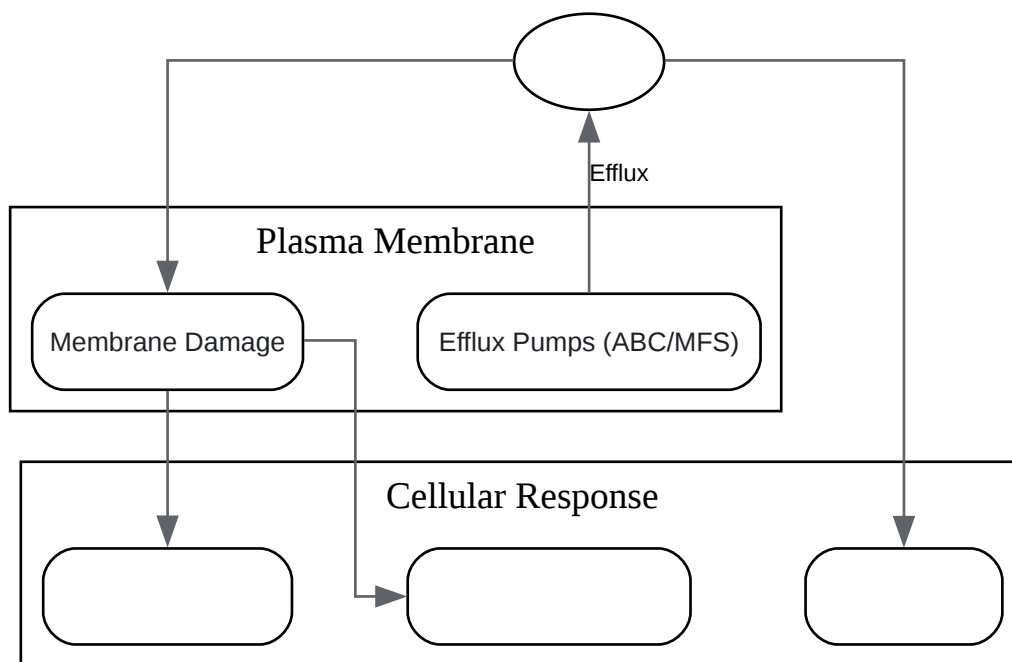 Efflux
Plasma Membrane
Membrane Damage
Efflux Pumps (ABC/MFS)
Cellular Response